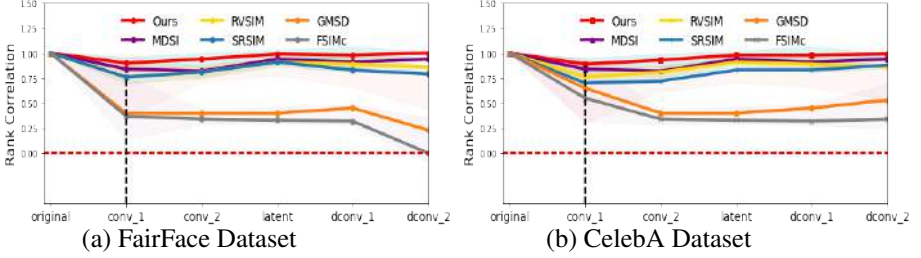 1.50
1.25
1.00
0.75
0.50
0.25
0.00
Rank Correlation
Ours
RVSIM
GMSD
MDSI
SRSIM
FSIMc
original
conv_1
conv_2
latent
dconv_1
dconv_2
(a) FairFace Dataset
1.50
1.25
1.00
0.75
0.50
0.25
0.00
Rank Correlation
Ours
RVSIM
GMSD
MDSI
SRSIM
FSIMc
original
conv_1
conv_2
latent
dconv_1
dconv_2
(b) CelebA Dataset